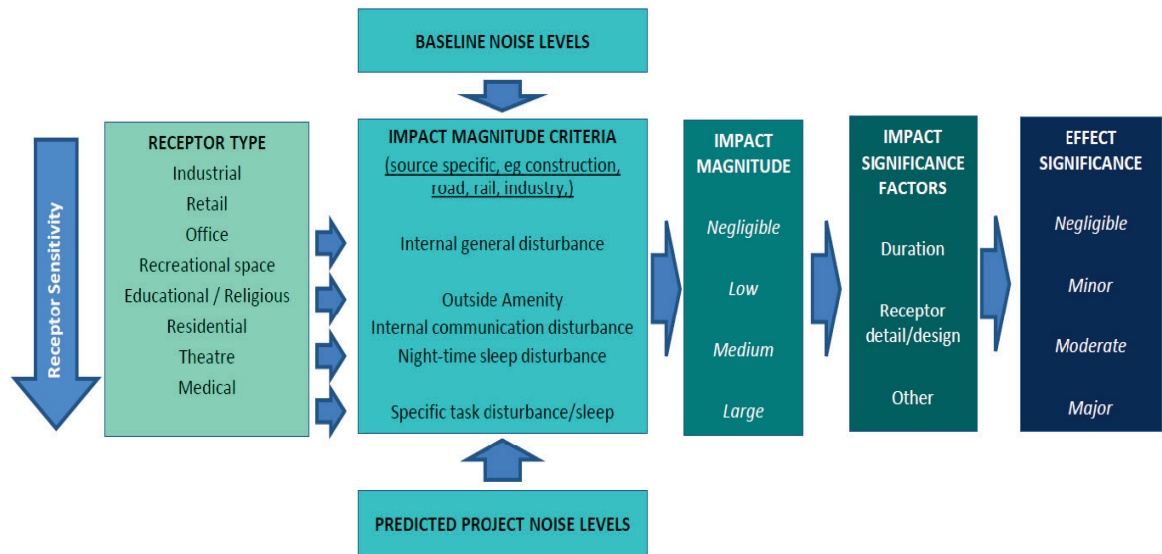 BASELINE NOISE LEVELS
Receptor Sensitivity
RECEPTOR TYPE
Industrial
Retail
Office
Recreational space
Educational / Religious
Residential
Theatre
Medical
IMPACT MAGNITUDE CRITERIA
(source specific, eg construction,
road, rail, industry,)
Internal general disturbance
Outside Amenity
Internal communication disturbance
Night-time sleep disturbance
Specific task disturbance/sleep
IMPACT
MAGNITUDE
Negligible
Low
Medium
Large
IMPACT
SIGNIFICANCE
FACTORS
Duration
Receptor
detail/design
Other
EFFECT
SIGNIFICANCE
Negligible
Minor
Moderate
Major
PREDICTED PROJECT NOISE LEVELS